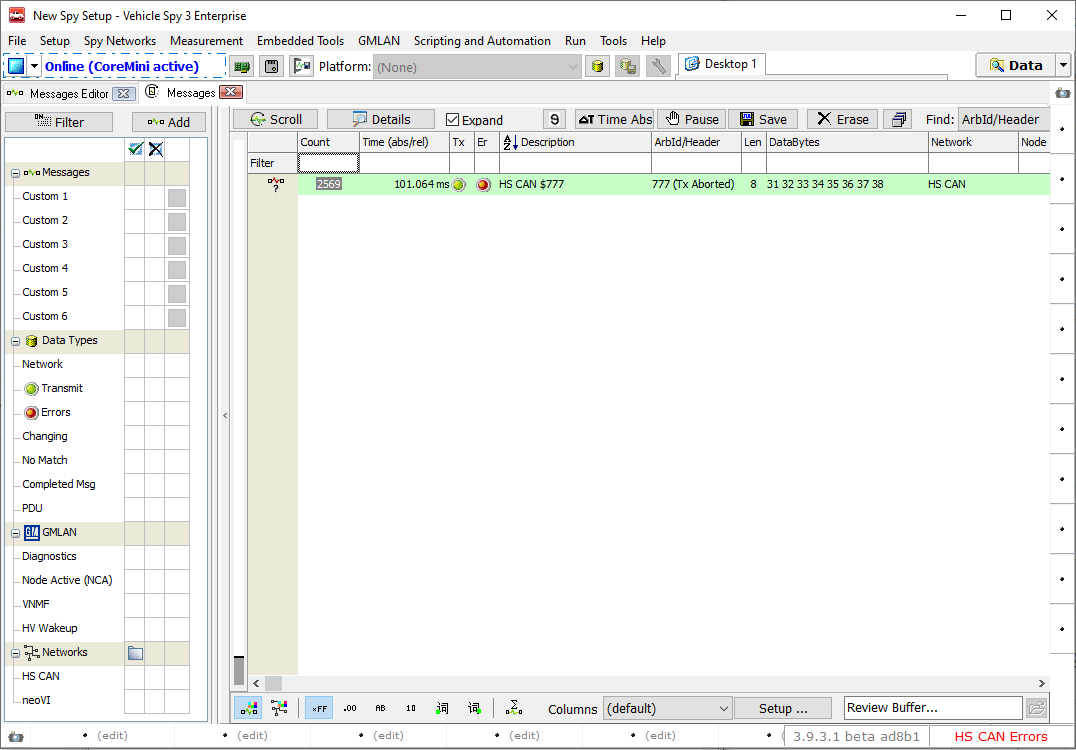 New Spy Setup - Vehicle Spy 3 Enterprise
File Setup Spy Networks Measurement Embedded Tools GMLAN Scripting and Automation Run Tools Help
Online (CoreMini active) Platform: (None) Desktop 1 Data
Messages Editor Messages
Filter Add Scroll Details Expand 9 ΔT Time Abs Pause Save Erase Find: ArbId/Header
Count Time (abs/rel) Tx Er AZ Description ArbId/Header Len DataBytes Network Node
Filter
2569 101.064 ms HS CAN $777 777 (Tx Aborted) 8 31 32 33 34 35 36 37 38 HS CAN
Messages
Custom 1
Custom 2
Custom 3
Custom 4
Custom 5
Custom 6
Data Types
Network
Transmit
Errors
Changing
No Match
Completed Msg
PDU
GM GMLAN
Diagnostics
Node Active (NCA)
VNMF
HV Wakeup
Networks
HS CAN
neoVI
xFF .00 AB 10 词 词 Columns (default) Setup ... Review Buffer...
(edit) (edit) (edit) (edit) (edit) 3.9.3.1 beta ad8b1 HS CAN Errors